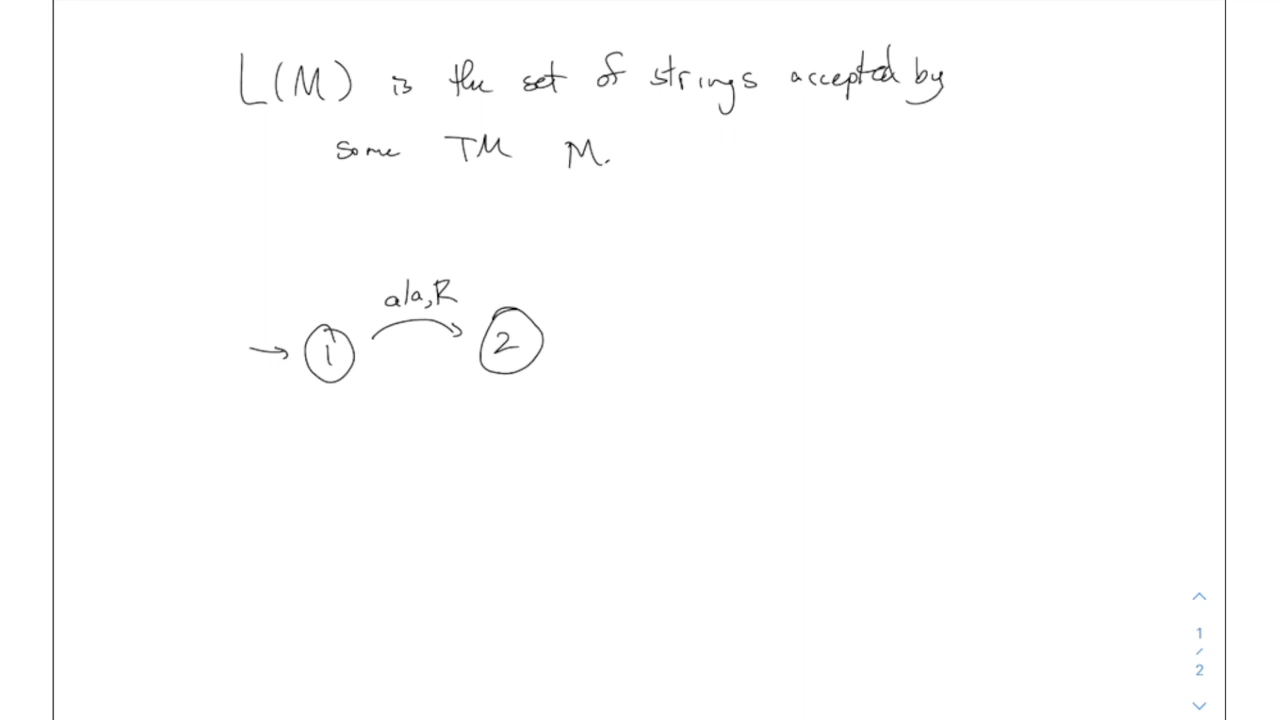 L(M) is the set of strings accepted by
some TM M.
a/a,R
1 2
1
/
2